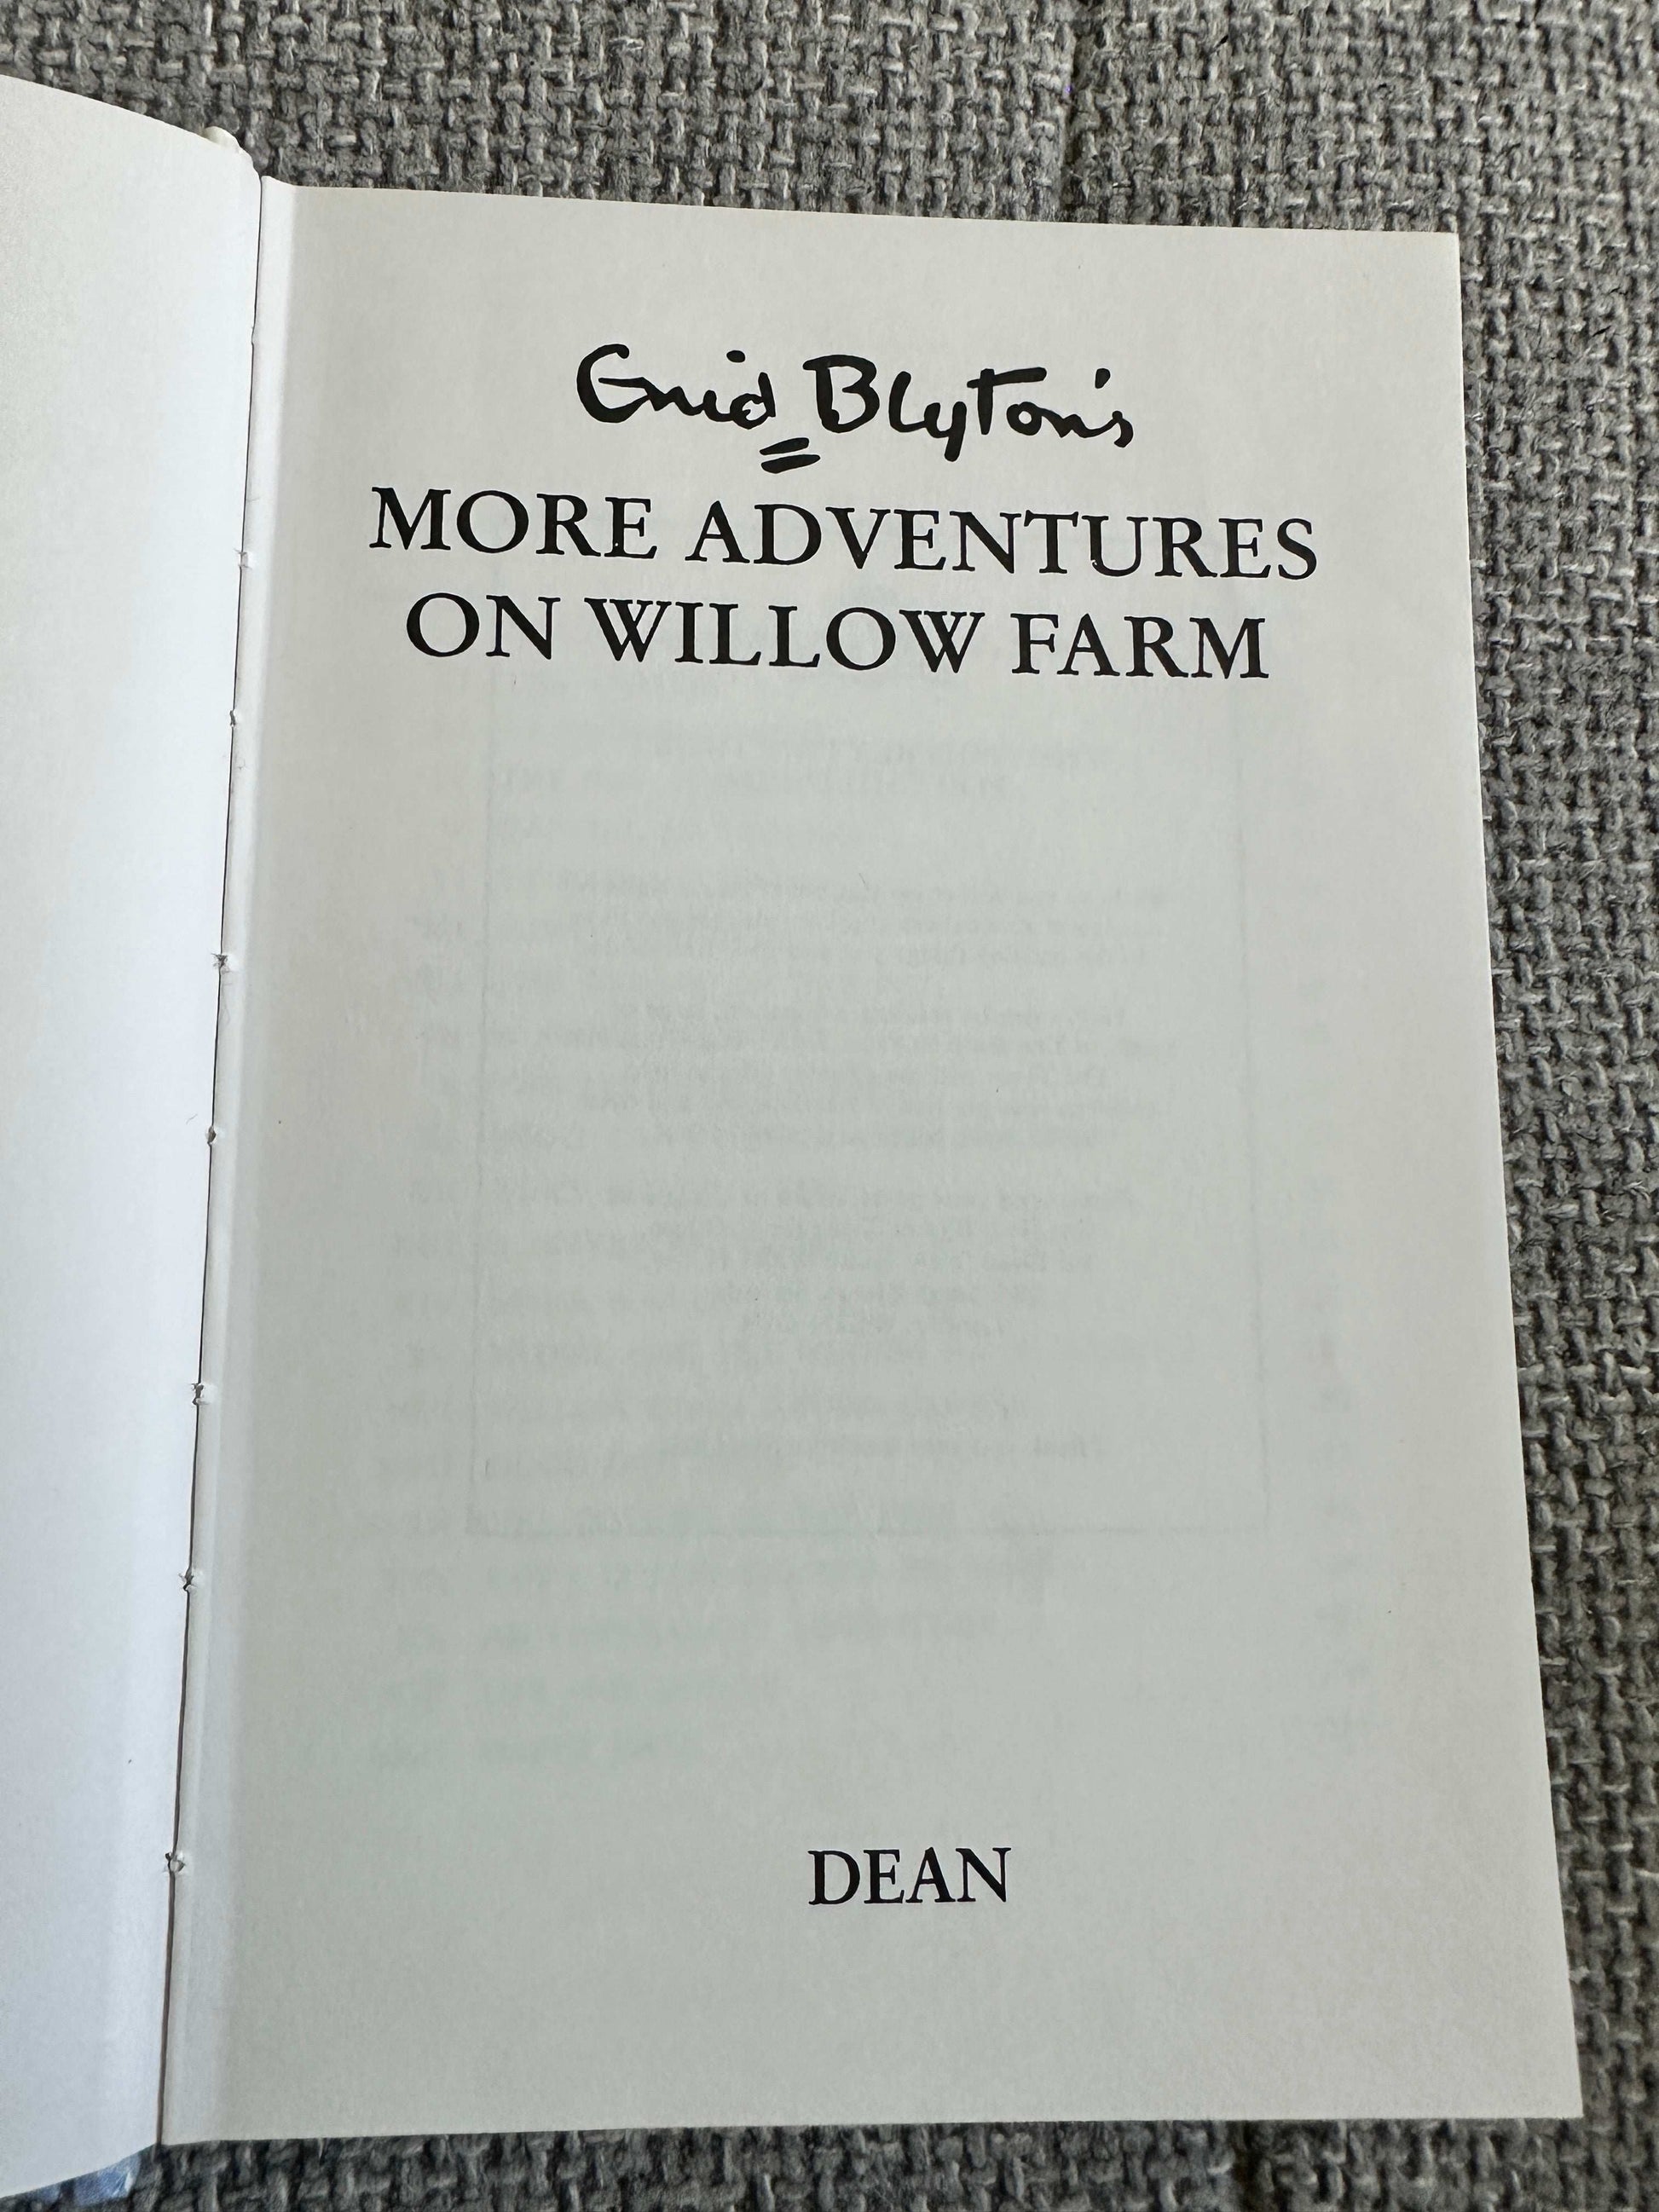 Enid Blyton's
MORE ADVENTURES
ON WILLOW FARM
DEAN